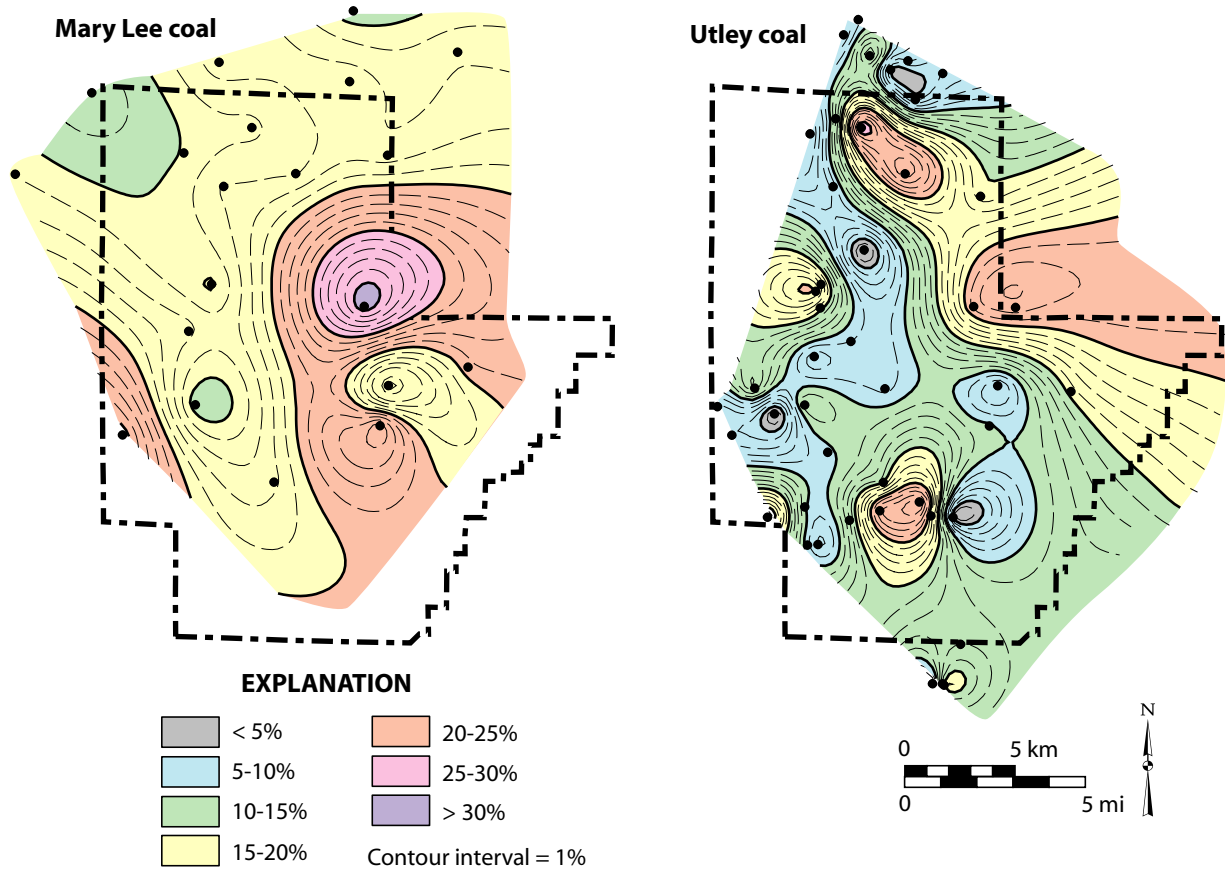 Mary Lee coal
Utley coal
EXPLANATION
< 5%
5-10%
10-15%
15-20%
20-25%
25-30%
> 30%
Contour interval = 1%
N
0 5 km
0 5 mi